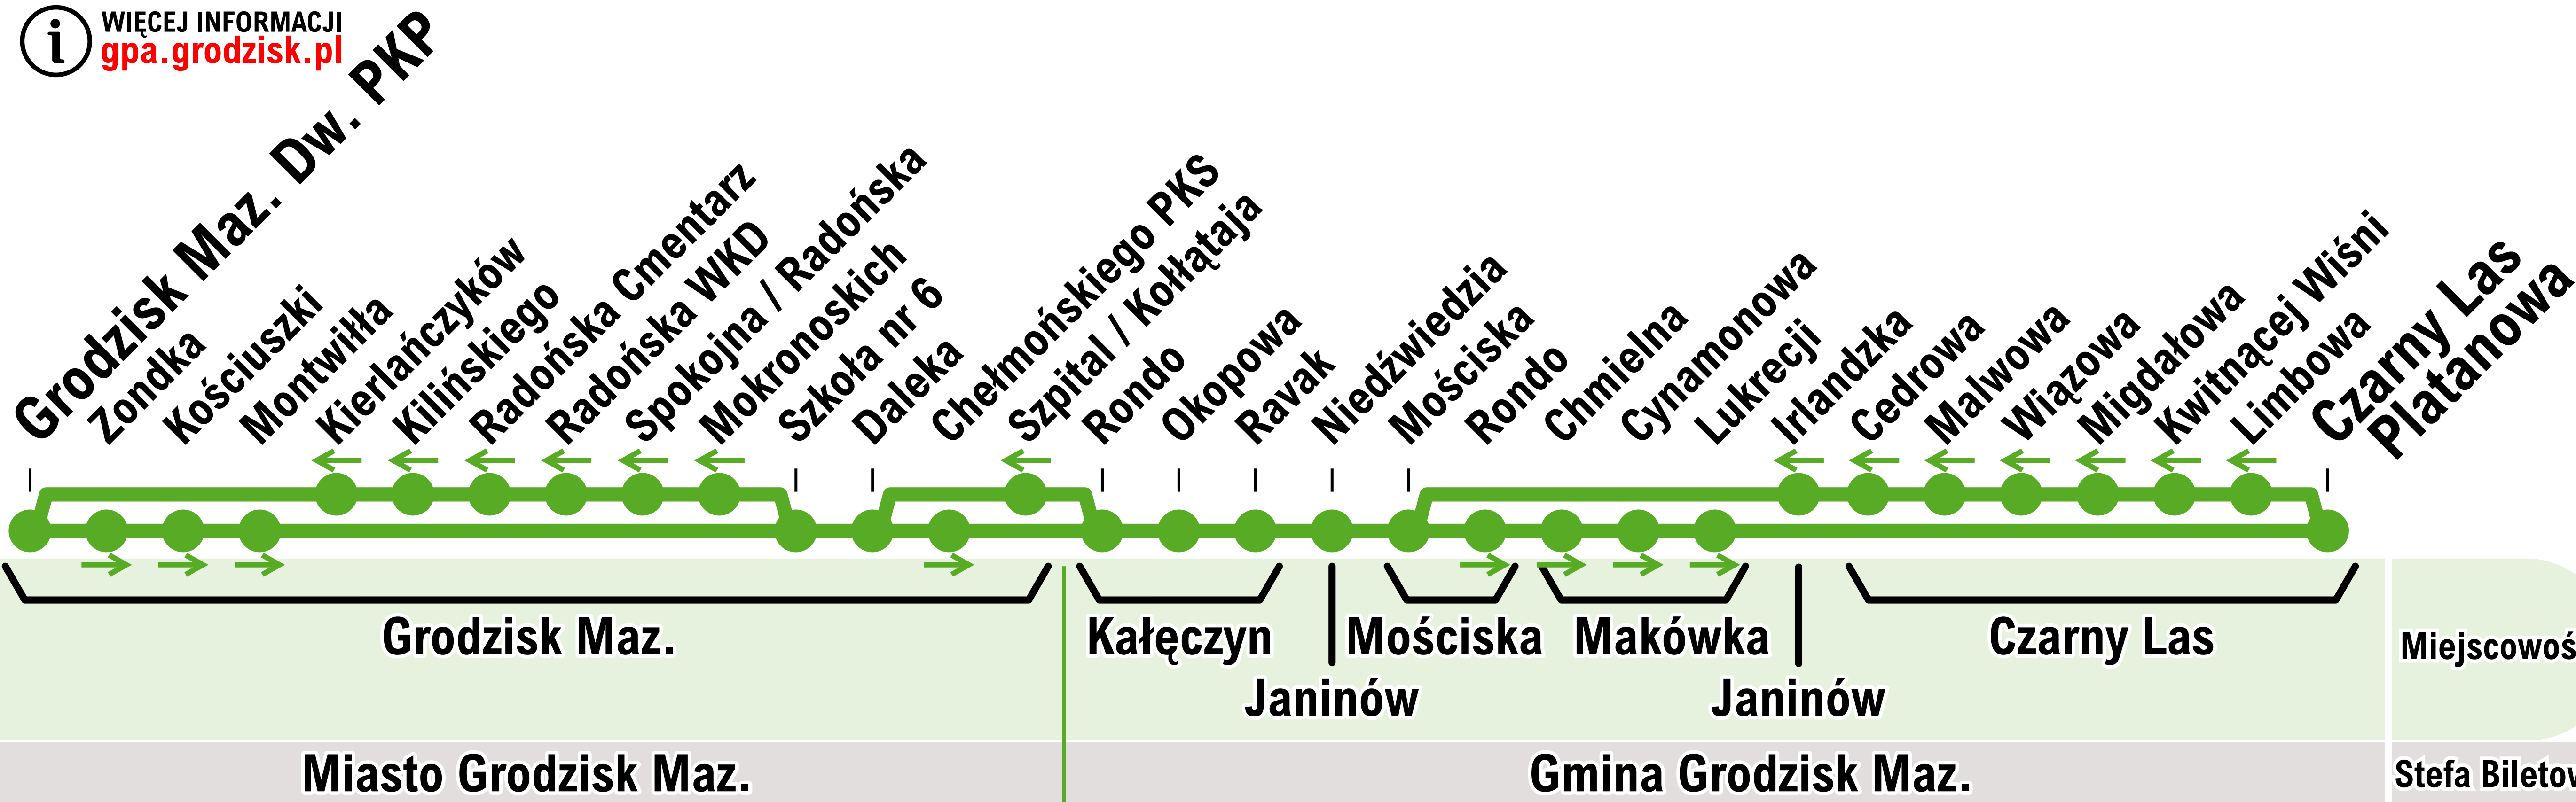 WIĘCEJ INFORMACJI
gpa.grodzisk.pl
Grodzisk Maz. Dw. PKP
Zondka
Kościuszki
Montwiłła
Kierlańczyków
Kilińskiego
Radońska Cmentarz
Radońska WKD
Spokojna / Radońska
Mokronoskich
Szkoła nr 6
Daleka
Chełmońskiego PKS
Szpital / Kołłątaja
Rondo
Okopowa
Ravak
Niedźwiedzia
Mościska
Rondo
Chmielna
Cynamonowa
Lukrecji
Irlandzka
Cedrowa
Malwowa
Wiązowa
Migdałowa
Kwitnącej Wiśni
Limbowa
Czarny Las
Platanowa
Grodzisk Maz.
Kałęczyn
Janinów
Mościska
Makówka
Janinów
Czarny Las
Miejscowoś
Miasto Grodzisk Maz.
Gmina Grodzisk Maz.
Stefa Biletow